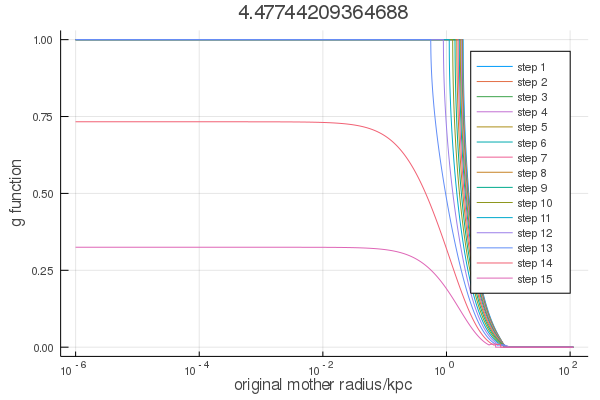 4.47744209364688
1.00
0.75
0.50
0.25
0.00
g function
10⁻⁶
10⁻⁴
10⁻²
10⁰
10²
original mother radius/kpc
step 1
step 2
step 3
step 4
step 5
step 6
step 7
step 8
step 9
step 10
step 11
step 12
step 13
step 14
step 15